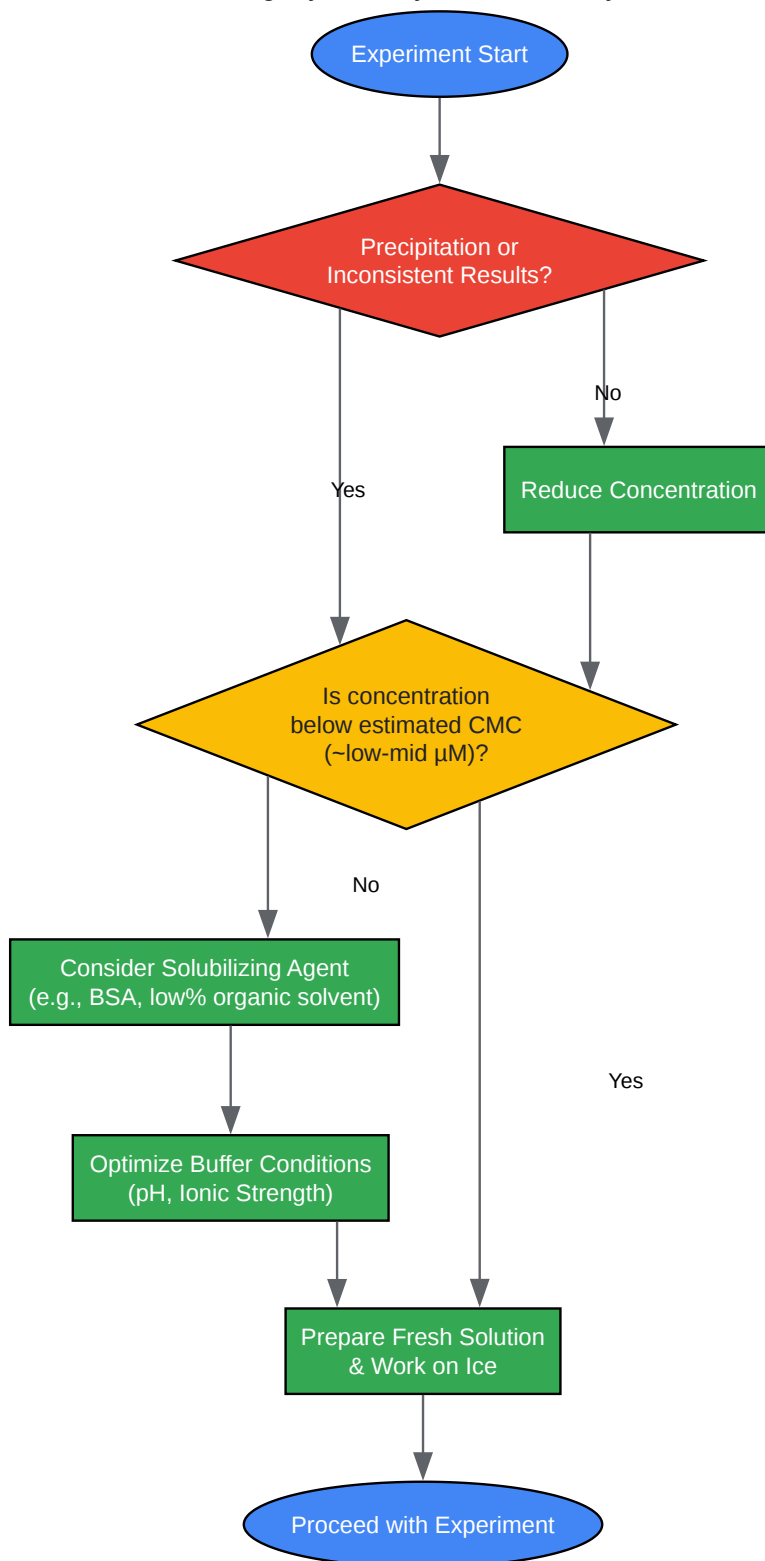 Experiment Start
Precipitation or
Inconsistent Results?
No
Yes
Reduce Concentration
Is concentration
below estimated CMC
(~low-mid µM)?
No
Consider Solubilizing Agent
(e.g., BSA, low% organic solvent)
Yes
Optimize Buffer Conditions
(pH, Ionic Strength)
Prepare Fresh Solution
& Work on Ice
Proceed with Experiment